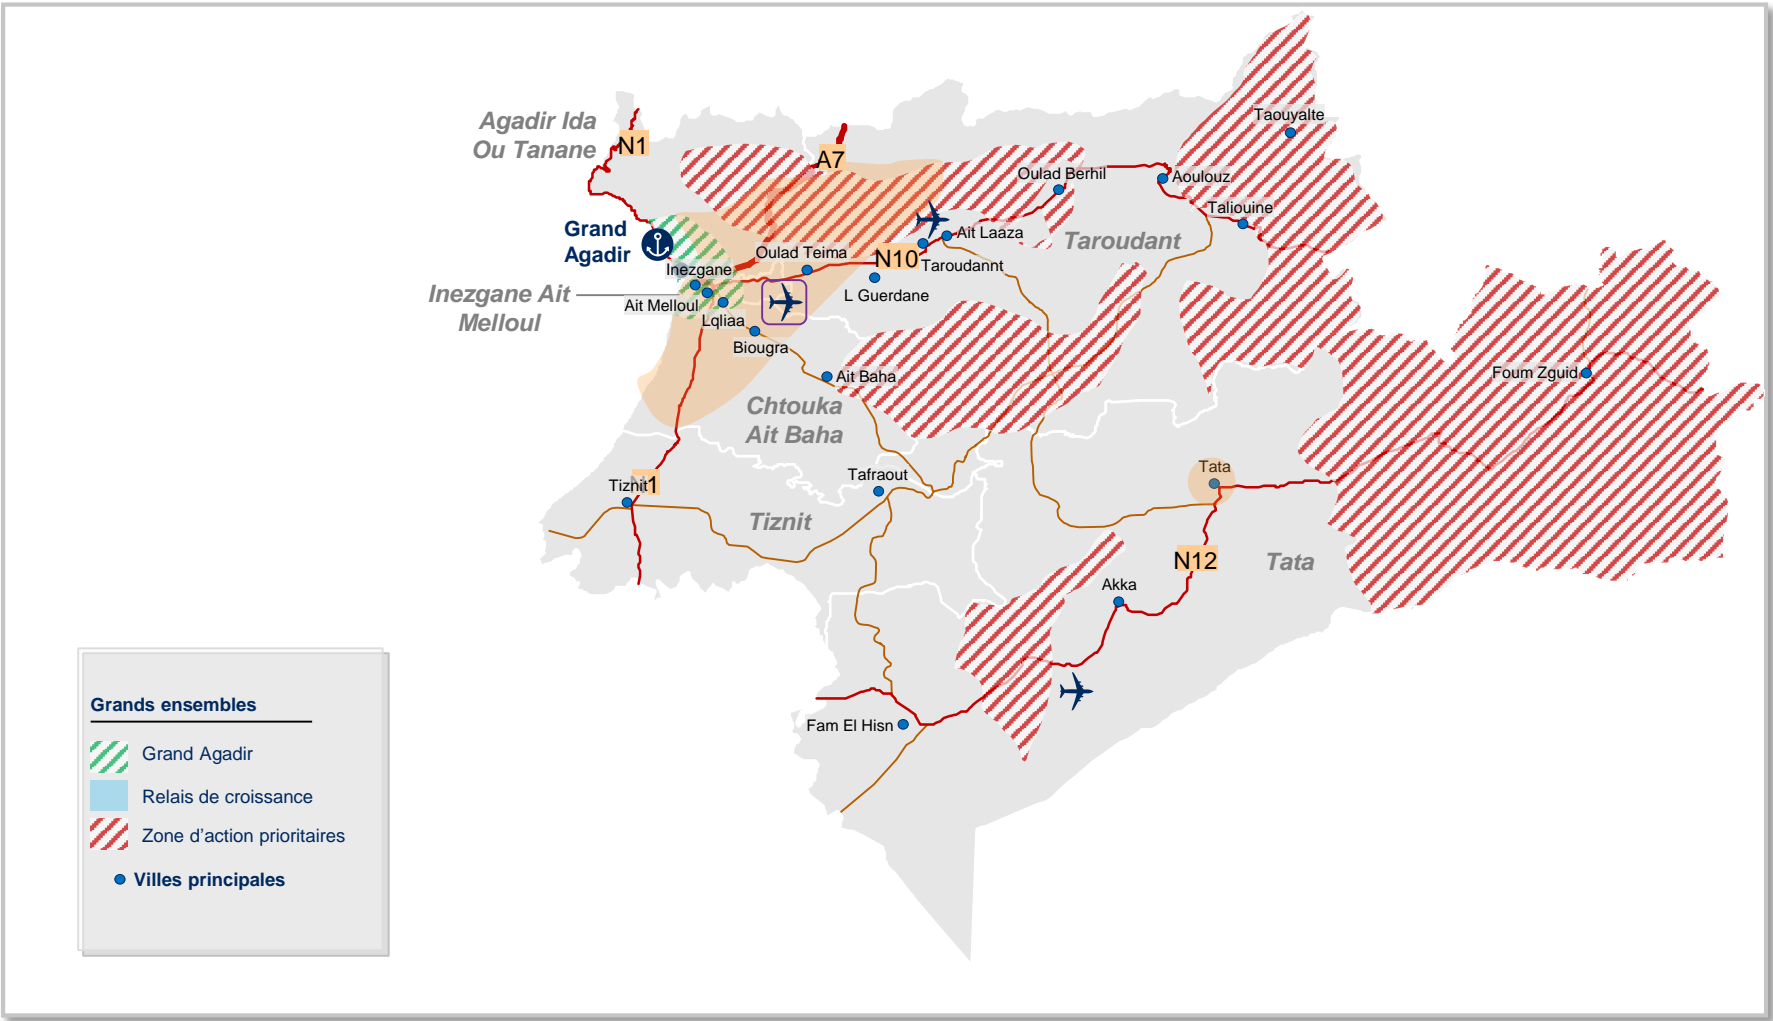 Taouyalte
Agadir Ida
Ou Tanane
N1
A7
Oulad Berhil
Aoulouz
Taliouine
Grand
Agadir
Ait Laaza
Taroudant
Oulad Teima
N10
Taroudannt
Inezgane
L Guerdane
Inezgane Ait
Melloul
Ait Melloul
Lqliaa
Biougra
Ait Baha
Foum Zguid
Chtouka
Ait Baha
Tata
Tafraout
Tiznit
N1
Tiznit
N12
Tata
Akka
Fam El Hisn
Grands ensembles
Grand Agadir
Relais de croissance
Zone d'action prioritaires
Villes principales